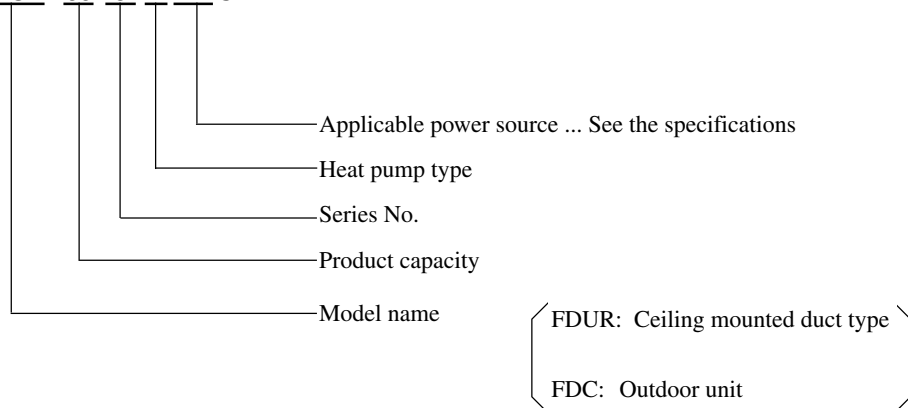 Applicable power source ... See the specifications
Heat pump type
Series No.
Product capacity
Model name
FDUR: Ceiling mounted duct type
FDC: Outdoor unit